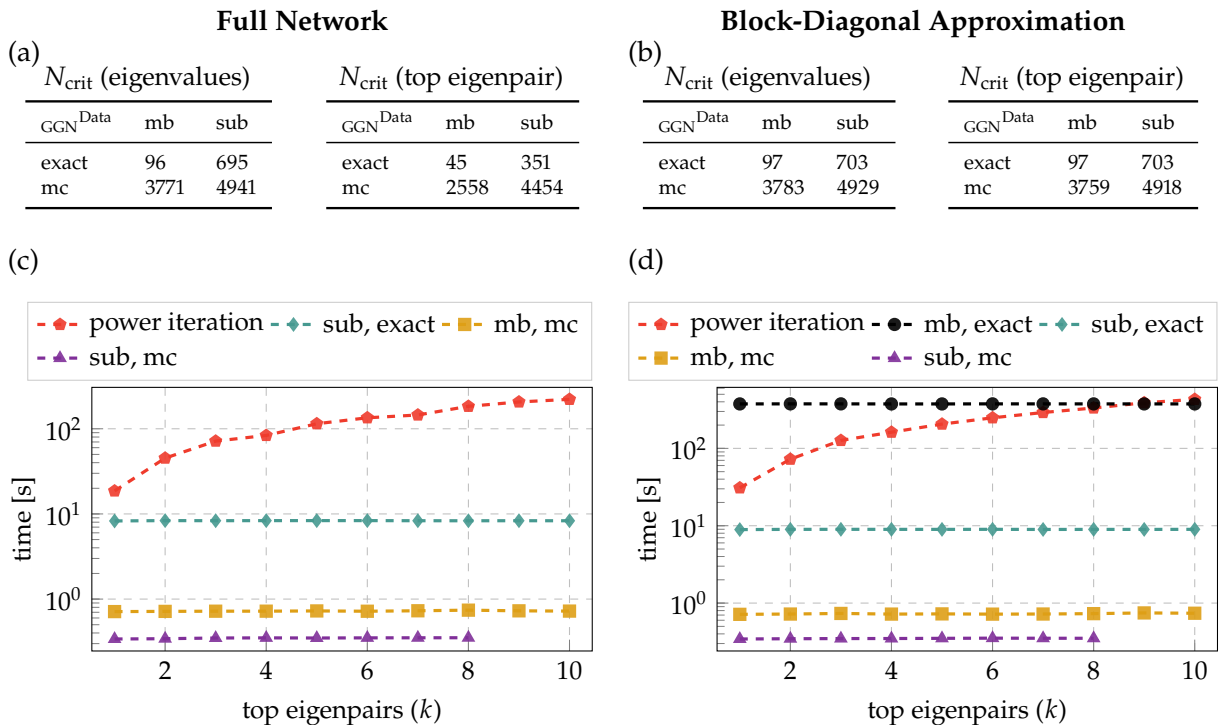 Full Network
Block-Diagonal Approximation
(a)
(b)
N_crit (eigenvalues)
N_crit (top eigenpair)
N_crit (eigenvalues)
N_crit (top eigenpair)
GGN^Data mb sub
GGN^Data mb sub
GGN^Data mb sub
GGN^Data mb sub
exact 96 695
exact 45 351
exact 97 703
exact 97 703
mc 3771 4941
mc 2558 4454
mc 3783 4929
mc 3759 4918
(c)
(d)
power iteration sub, exact mb, mc
sub, mc
power iteration mb, exact sub, exact
mb, mc sub, mc
10^2
10^1
10^0
time [s]
2 4 6 8 10
top eigenpairs (k)
10^2
10^1
10^0
time [s]
2 4 6 8 10
top eigenpairs (k)